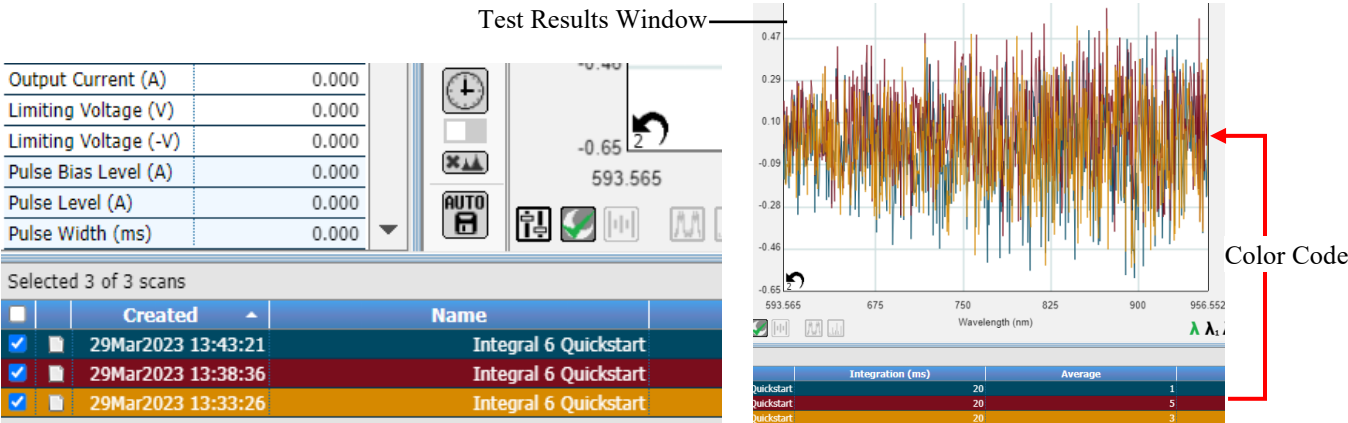 Test Results Window
Output Current (A) 0.000
Limiting Voltage (V) 0.000
Limiting Voltage (-V) 0.000
Pulse Bias Level (A) 0.000
Pulse Level (A) 0.000
Pulse Width (ms) 0.000
AUTO
-0.46
-0.65
2
593.565
Selected 3 of 3 scans
Created Name
29Mar2023 13:43:21 Integral 6 Quickstart
29Mar2023 13:38:36 Integral 6 Quickstart
29Mar2023 13:33:26 Integral 6 Quickstart
0.47
0.29
0.10
-0.09
-0.28
-0.46
-0.65
2
593.565 675 750 825 900 956.552
Wavelength (nm)
λ λ₁
Integration (ms) Average
Quickstart 20 1
Quickstart 20 5
Quickstart 20 3
Color Code